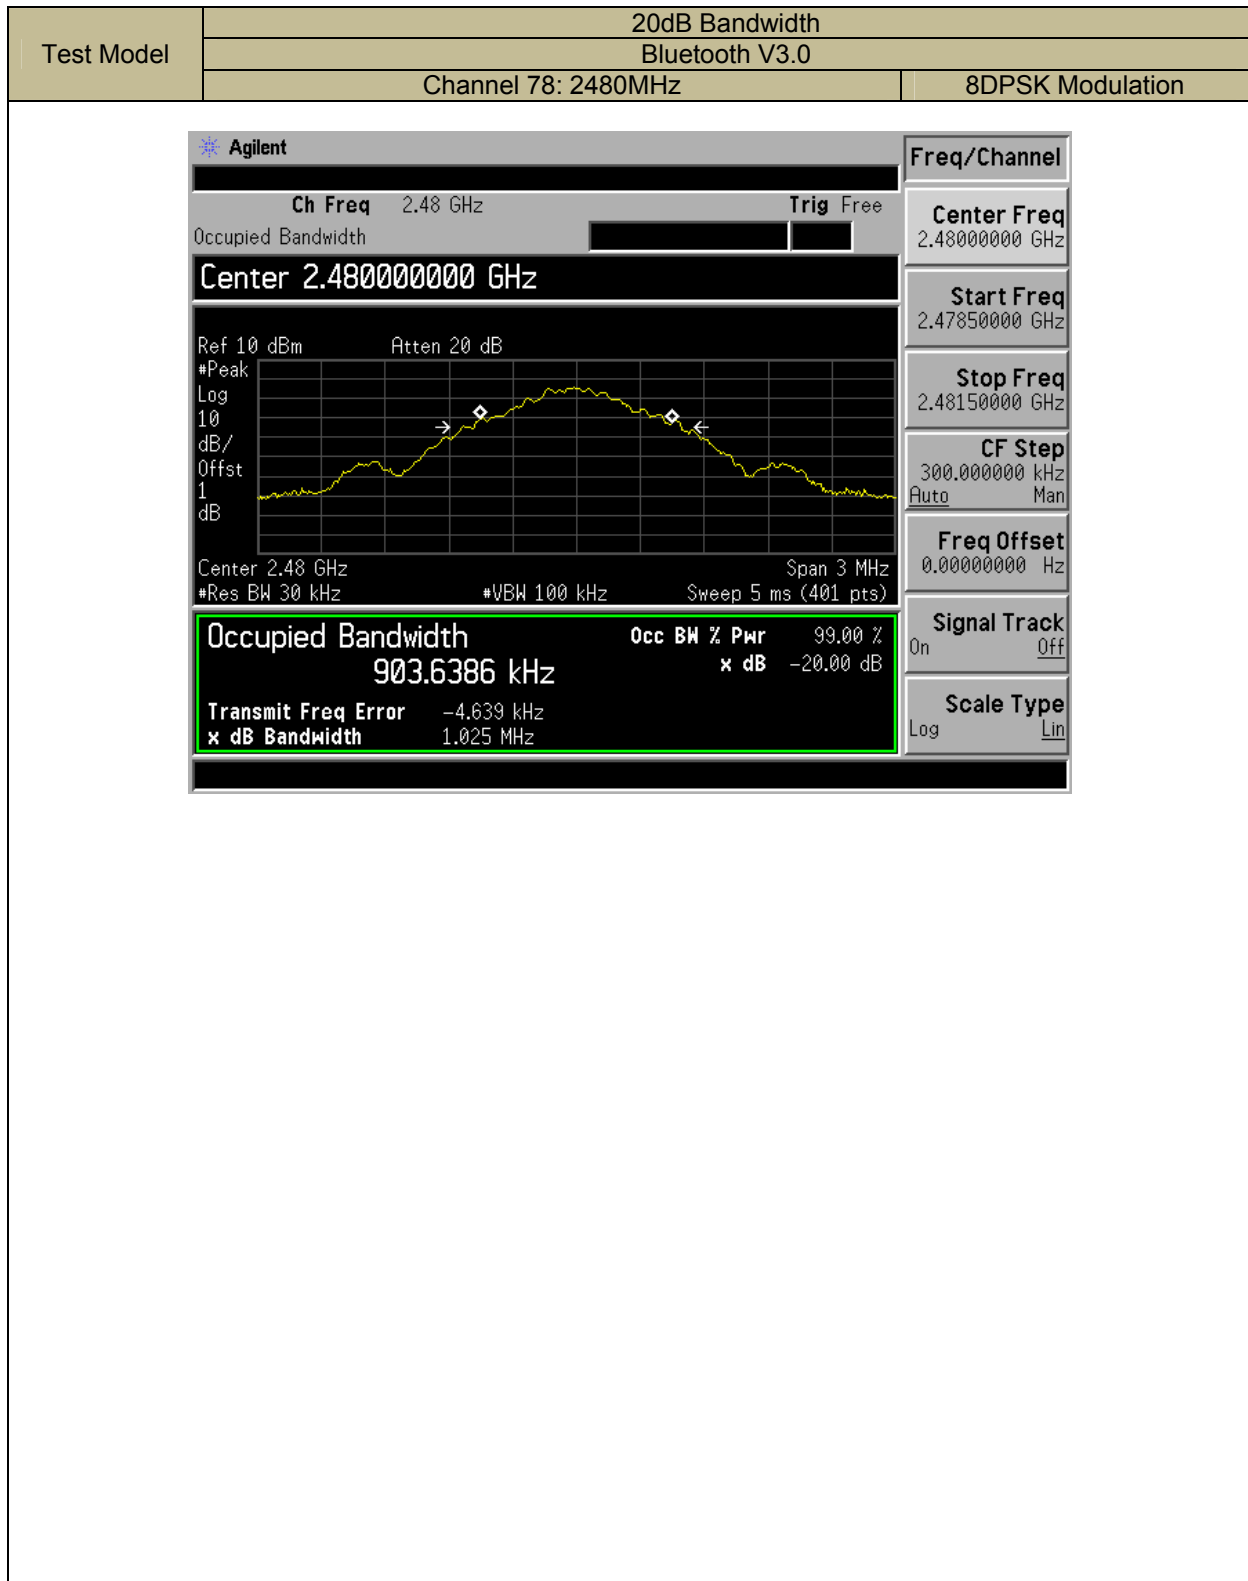 Test Model
20dB Bandwidth
Bluetooth V3.0
Channel 78: 2480MHz 8DPSK Modulation
Agilent
Freq/Channel
Ch Freq 2.48 GHz Trig Free
Occupied Bandwidth
Center 2.480000000 GHz
Ref 10 dBm Atten 20 dB
#Peak
Log
10
dB/
Offst
1
dB
Center 2.48 GHz Span 3 MHz
#Res BW 30 kHz #VBW 100 kHz Sweep 5 ms (401 pts)
Occupied Bandwidth
903.6386 kHz
Occ BW % Pwr 99.00 %
x dB -20.00 dB
Transmit Freq Error -4.639 kHz
x dB Bandwidth 1.025 MHz
Center Freq
2.48000000 GHz
Start Freq
2.47850000 GHz
Stop Freq
2.48150000 GHz
CF Step
300.000000 kHz
Auto Man
Freq Offset
0.00000000 Hz
Signal Track
On Off
Scale Type
Log Lin